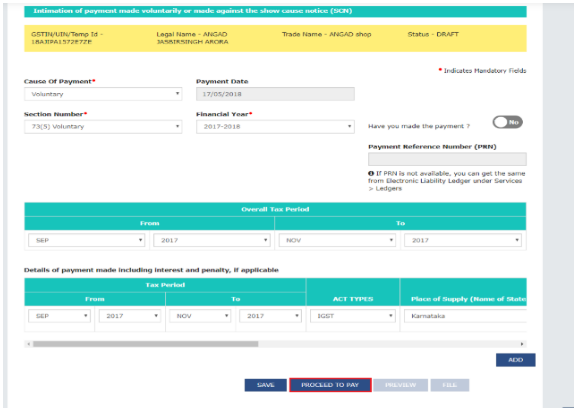 Intimation of payment made voluntarily or made against the show cause notice (SCN)
GSTIN/UIN/Temp Id - Legal Name - ANGAD Trade Name - ANGAD shop Status - DRAFT
18AJIPA1572E7ZE JASBIRSINGH ARORA
* Indicates Mandatory Fields
Cause Of Payment* Payment Date
Voluntary 17/05/2018
Section Number* Financial Year*
73(5) Voluntary 2017-2018 Have you made the payment ? No
Payment Reference Number (PRN)
If PRN is not available, you can get the same
from Electronic Liability Ledger under Services
> Ledgers
Overall Tax Period
From To
SEP 2017 NOV 2017
Details of payment made including interest and penalty, if applicable
Tax Period
From To ACT TYPES Place of Supply (Name of State
SEP 2017 NOV 2017 IGST Karnataka
ADD
SAVE PROCEED TO PAY PREVIEW FILE